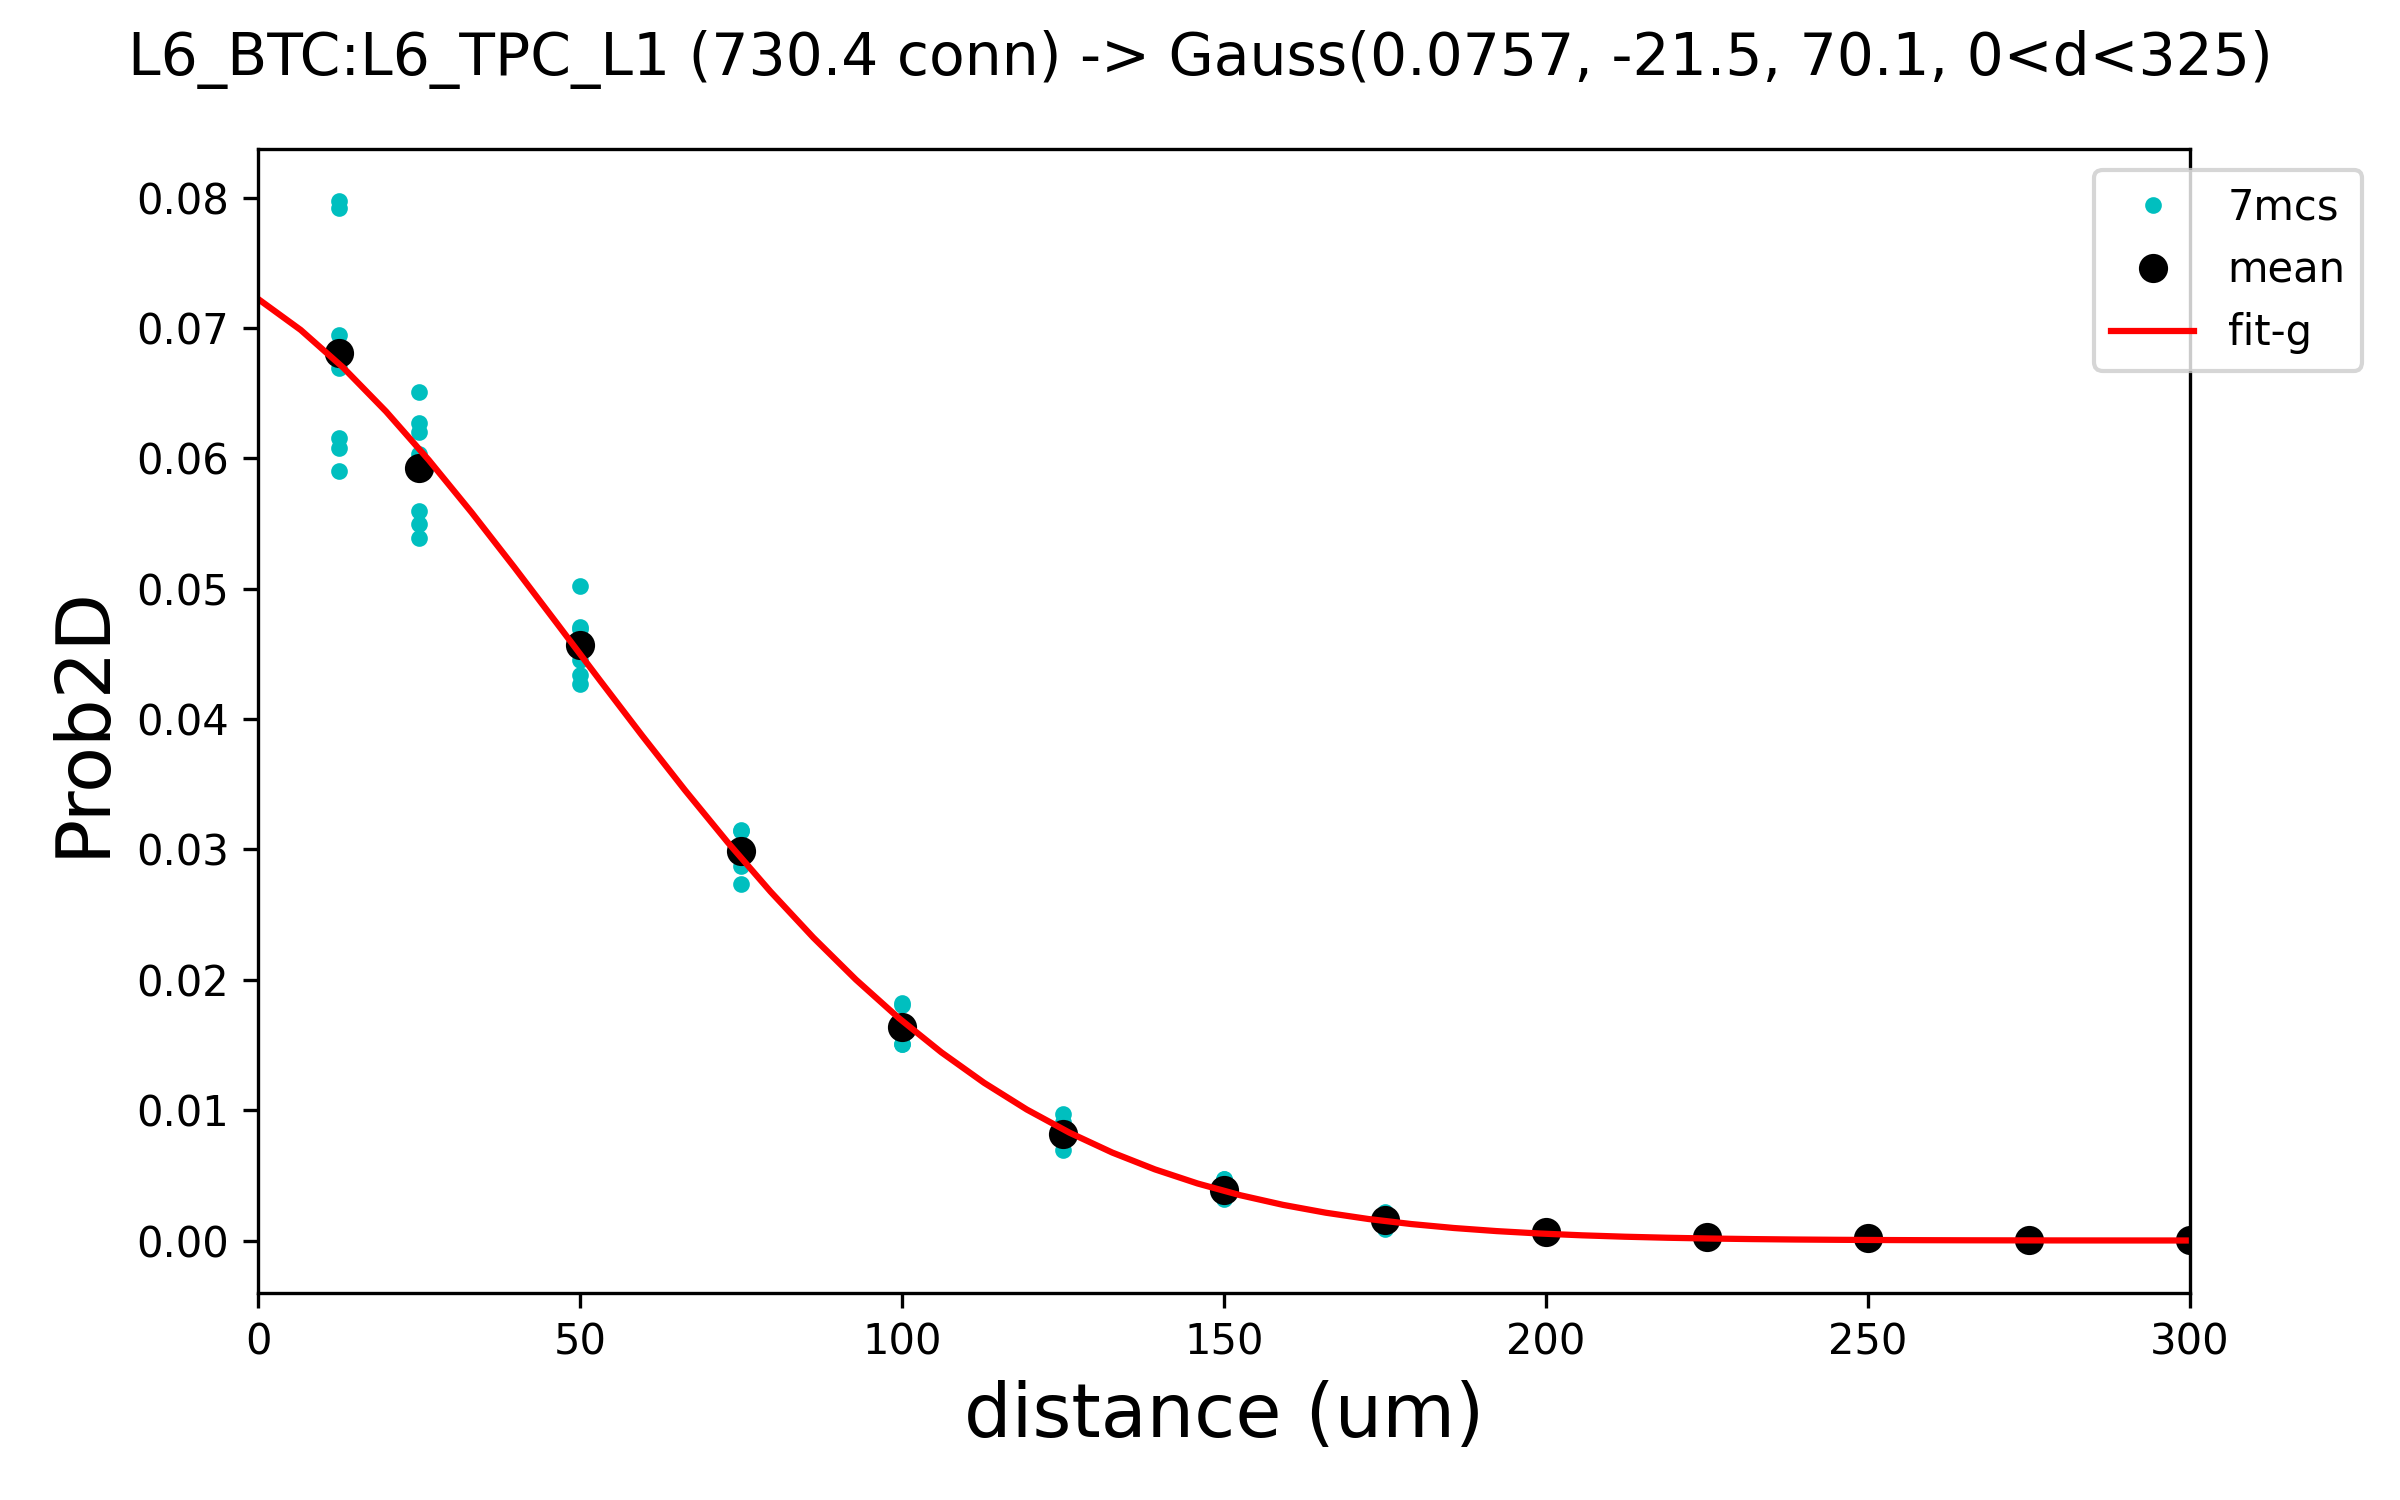 L6_BTC:L6_TPC_L1 (730.4 conn) -> Gauss(0.0757, -21.5, 70.1, 0<d<325)
7mcs
mean
fit-g
0.08
0.07
0.06
0.05
0.04
0.03
0.02
0.01
0.00
Prob2D
0 50 100 150 200 250 300
distance (um)